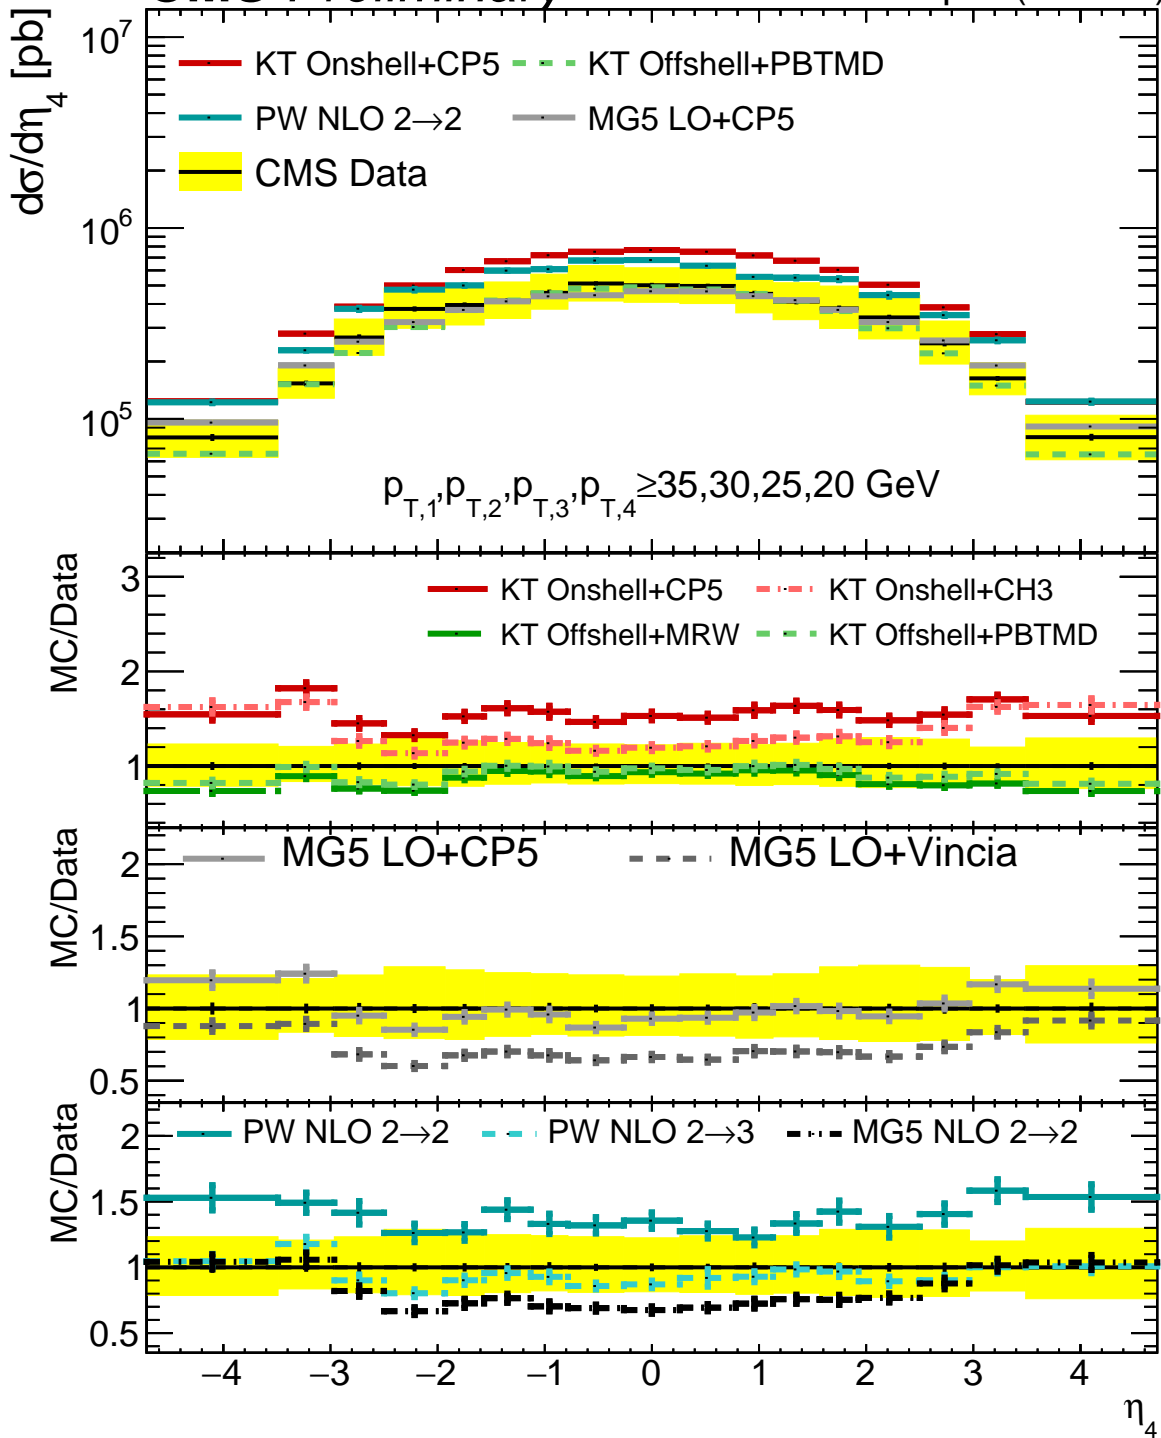 dσ/dη4 [pb]
10^7
KT Onshell+CP5 KT Offshell+PBTMD
PW NLO 2→2 MG5 LO+CP5
CMS Data
10^6
10^5
pT,1,pT,2,pT,3,pT,4≥35,30,25,20 GeV
MC/Data
3
KT Onshell+CP5 KT Onshell+CH3
KT Offshell+MRW KT Offshell+PBTMD
2
1
MC/Data
MG5 LO+CP5 MG5 LO+Vincia
2
1.5
1
0.5
MC/Data
PW NLO 2→2 PW NLO 2→3 MG5 NLO 2→2
2
1.5
1
0.5
−4 −3 −2 −1 0 1 2 3 4
η4